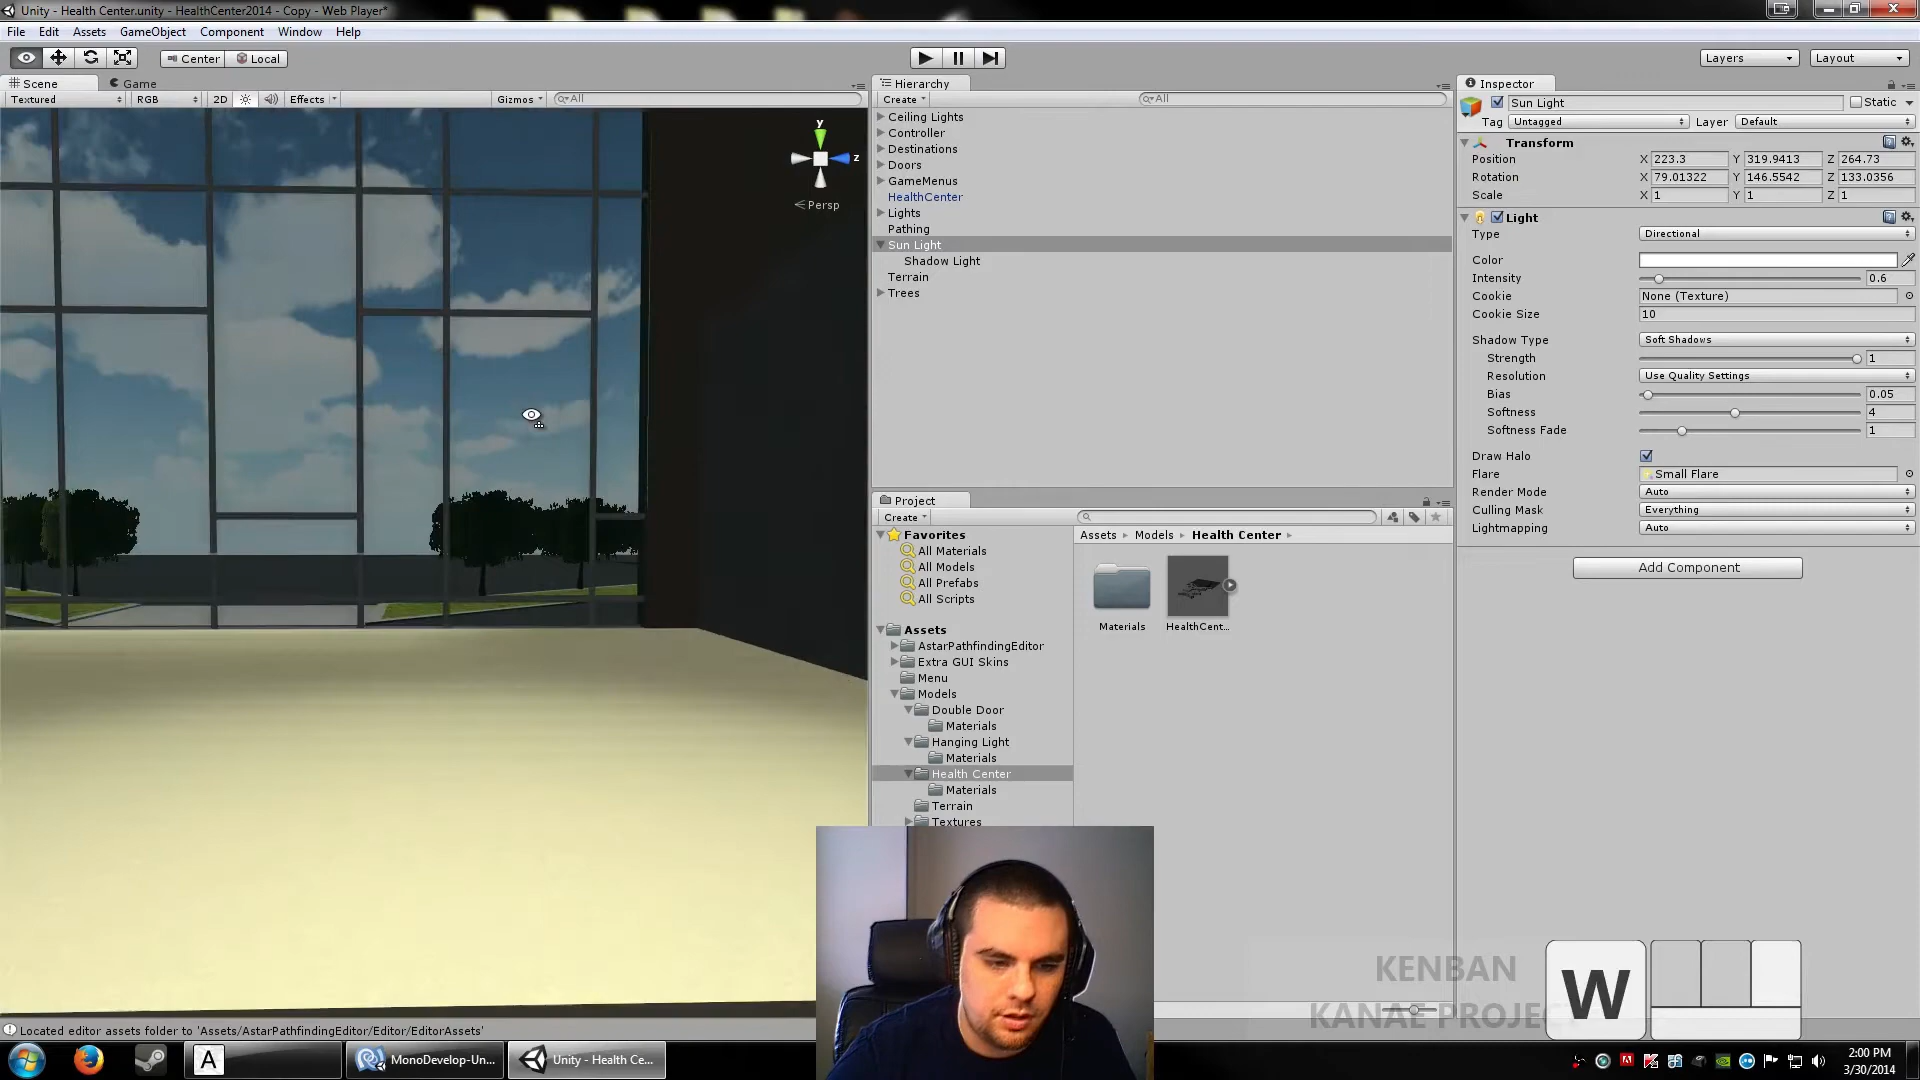 Unity - Health Center.unity - HealthCenter2014 - Copy - Web Player*
File Edit Assets GameObject Component Window Help
Center Local Layers Layout
Scene Game
Textured RGB 2D Effects Gizmos All
y
z
Persp
Hierarchy
Create All
Ceiling Lights
Controller
Destinations
Doors
GameMenus
HealthCenter
Lights
Pathing
Sun Light
Shadow Light
Terrain
Trees
Project
Create
Favorites
All Materials
All Models
All Prefabs
All Scripts
Assets
AstarPathfindingEditor
Extra GUI Skins
Menu
Models
Double Door
Materials
Hanging Light
Materials
Health Center
Materials
Terrain
Textures
Assets Models Health Center
Materials HealthCent...
Inspector
Sun Light Static
Tag Untagged Layer Default
Transform
Position X 223.3 Y 319.9413 Z 264.73
Rotation X 79.01322 Y 146.5542 Z 133.0356
Scale X 1 Y 1 Z 1
Light
Type Directional
Color
Intensity 0.6
Cookie None (Texture)
Cookie Size 10
Shadow Type Soft Shadows
Strength 1
Resolution Use Quality Settings
Bias 0.05
Softness 4
Softness Fade 1
Draw Halo
Flare Small Flare
Render Mode Auto
Culling Mask Everything
Lightmapping Auto
Add Component
KENBAN
KANAE PROJECT
W
Located editor assets folder to 'Assets/AstarPathfindingEditor/Editor/EditorAssets'
A MonoDevelop-Un... Unity - Health Ce...
2:00 PM
3/30/2014